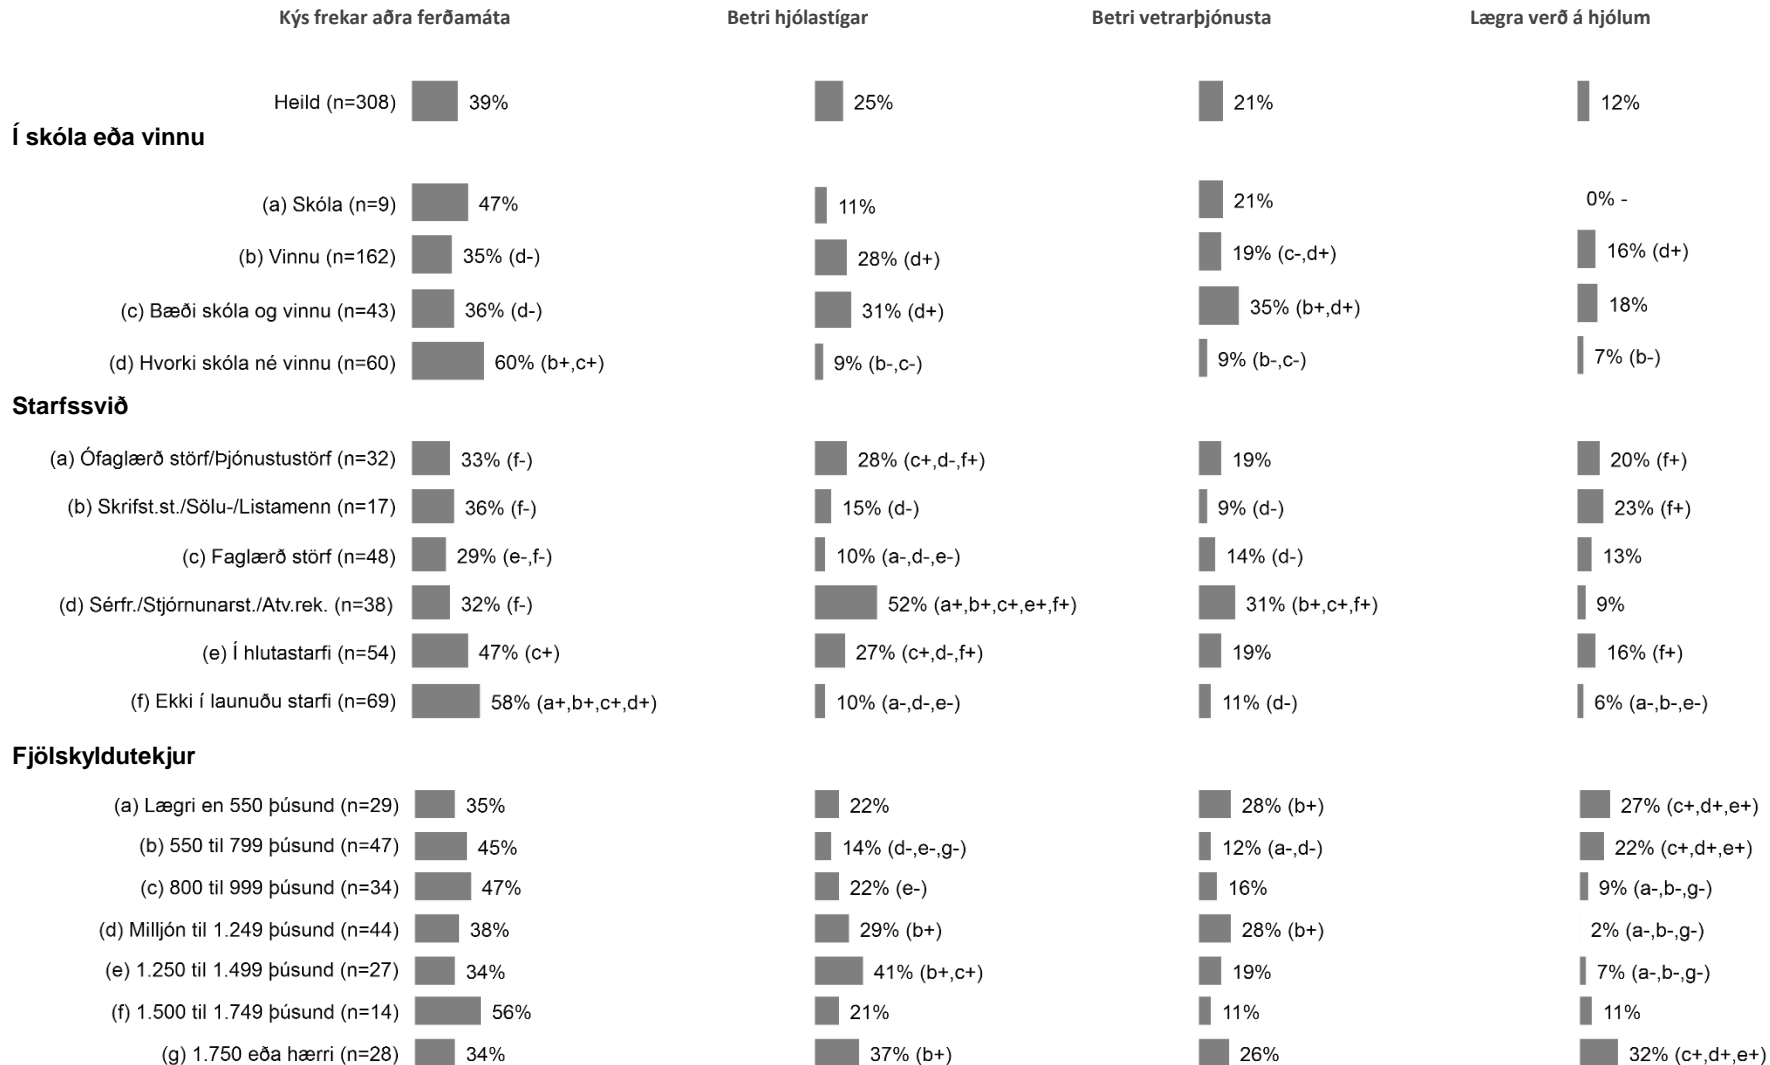 Kýs frekar aðra ferðamáta Betri hjólastígar Betri vetrarþjónusta Lægra verð á hjólum
Heild (n=308) 39% 25% 21% 12%
Í skóla eða vinnu
(a) Skóla (n=9) 47% 11% 21% 0% -
(b) Vinnu (n=162) 35% (d-) 28% (d+) 19% (c-,d+) 16% (d+)
(c) Bæði skóla og vinnu (n=43) 36% (d-) 31% (d+) 35% (b+,d+) 18%
(d) Hvorki skóla né vinnu (n=60) 60% (b+,c+) 9% (b-,c-) 9% (b-,c-) 7% (b-)
Starfssvið
(a) Ófaglærð störf/Þjónustustörf (n=32) 33% (f-) 28% (c+,d-,f+) 19% 20% (f+)
(b) Skrifst.st./Sölu-/Listamenn (n=17) 36% (f-) 15% (d-) 9% (d-) 23% (f+)
(c) Faglærð störf (n=48) 29% (e-,f-) 10% (a-,d-,e-) 14% (d-) 13%
(d) Sérfr./Stjórnunarst./Atv.rek. (n=38) 32% (f-) 52% (a+,b+,c+,e+,f+) 31% (b+,c+,f+) 9%
(e) Í hlutastarfi (n=54) 47% (c+) 27% (c+,d-,f+) 19% 16% (f+)
(f) Ekki í launuðu starfi (n=69) 58% (a+,b+,c+,d+) 10% (a-,d-,e-) 11% (d-) 6% (a-,b-,e-)
Fjölskyldutekjur
(a) Lægri en 550 þúsund (n=29) 35% 22% 28% (b+) 27% (c+,d+,e+)
(b) 550 til 799 þúsund (n=47) 45% 14% (d-,e-,g-) 12% (a-,d-) 22% (c+,d+,e+)
(c) 800 til 999 þúsund (n=34) 47% 22% (e-) 16% 9% (a-,b-,g-)
(d) Milljón til 1.249 þúsund (n=44) 38% 29% (b+) 28% (b+) 2% (a-,b-,g-)
(e) 1.250 til 1.499 þúsund (n=27) 34% 41% (b+,c+) 19% 7% (a-,b-,g-)
(f) 1.500 til 1.749 þúsund (n=14) 56% 21% 11% 11%
(g) 1.750 eða hærri (n=28) 34% 37% (b+) 26% 32% (c+,d+,e+)